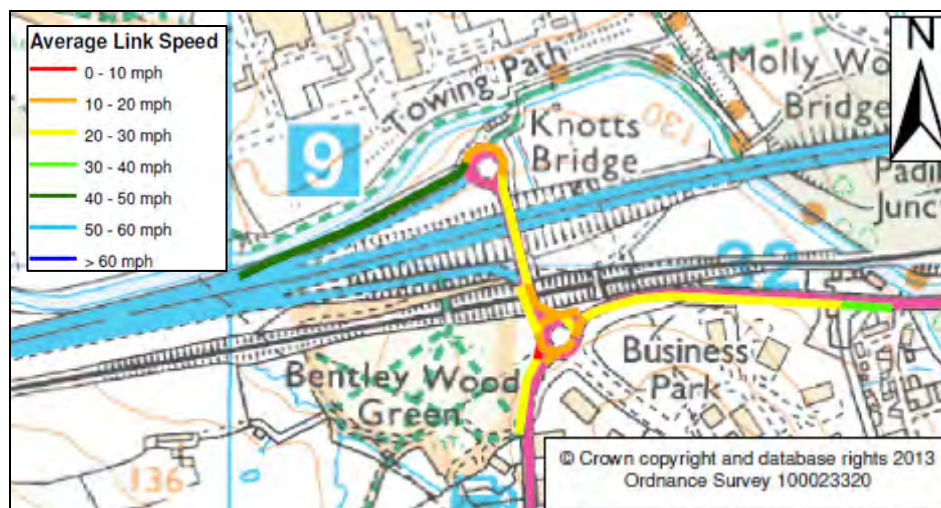 Average Link Speed
0 - 10 mph
10 - 20 mph
20 - 30 mph
30 - 40 mph
40 - 50 mph
50 - 60 mph
> 60 mph
N
Towing Path
9
Knotts
Bridge
130
Molly Wo
Bridge
Padi
Junc
Business
Park
Bentley Wood
Green
136
© Crown copyright and database rights 2013
Ordnance Survey 100023320